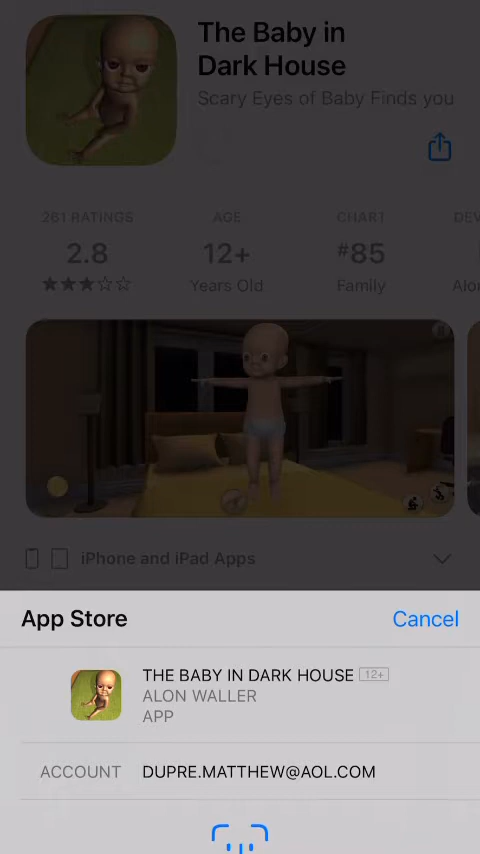 The Baby in
Dark House
Scary Eyes of Baby Finds you
261 RATINGS
AGE
CHART
DEV
2.8
12+
#85
Years Old
Family
Alon
iPhone and iPad Apps
App Store
Cancel
THE BABY IN DARK HOUSE 12+
ALON WALLER
APP
ACCOUNT
DUPRE.MATTHEW@AOL.COM